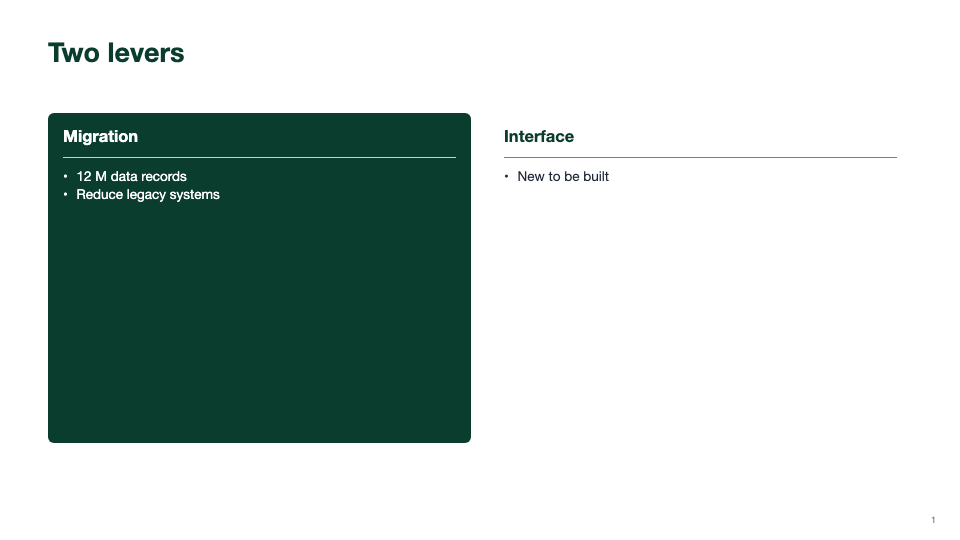 Two levers
Migration
• 12 M data records
• Reduce legacy systems
Interface
• New to be built
1